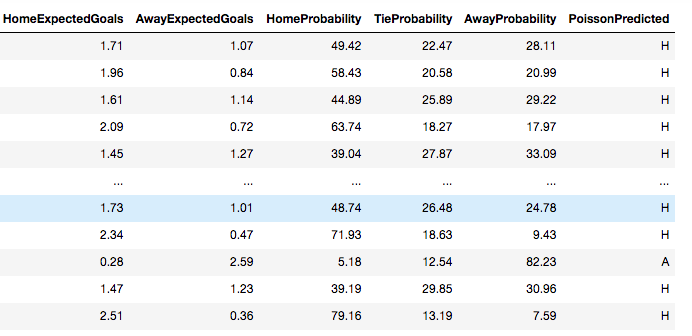 HomeExpectedGoals AwayExpectedGoals HomeProbability TieProbability AwayProbability PoissonPredicted
1.71 1.07 49.42 22.47 28.11 H
1.96 0.84 58.43 20.58 20.99 H
1.61 1.14 44.89 25.89 29.22 H
2.09 0.72 63.74 18.27 17.97 H
1.45 1.27 39.04 27.87 33.09 H
... ... ... ... ... ...
1.73 1.01 48.74 26.48 24.78 H
2.34 0.47 71.93 18.63 9.43 H
0.28 2.59 5.18 12.54 82.23 A
1.47 1.23 39.19 29.85 30.96 H
2.51 0.36 79.16 13.19 7.59 H